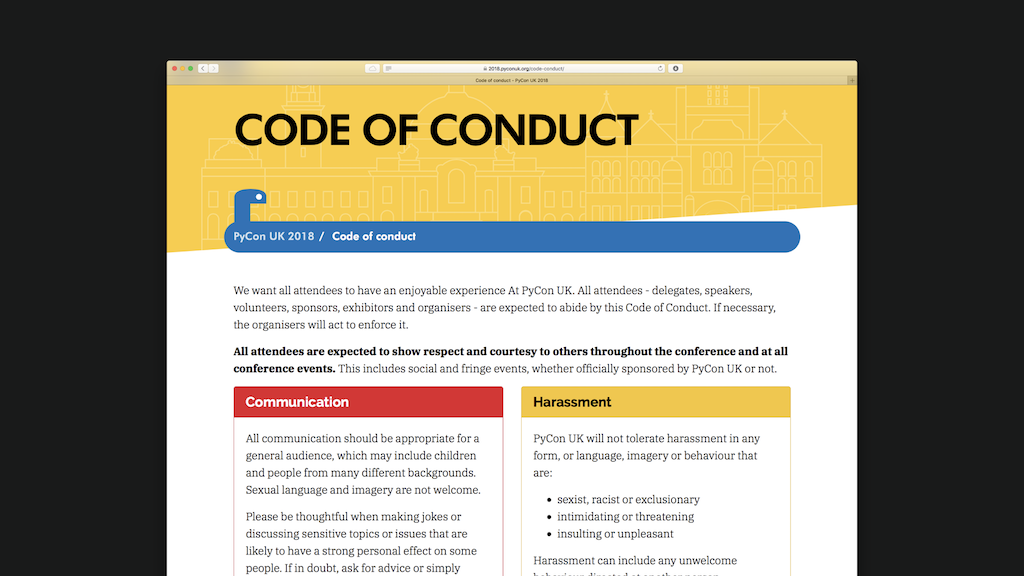 2018.pyconuk.org/code-conduct/
Code of conduct - PyCon UK 2018
CODE OF CONDUCT
PyCon UK 2018 / Code of conduct
We want all attendees to have an enjoyable experience At PyCon UK. All attendees - delegates, speakers,
volunteers, sponsors, exhibitors and organisers - are expected to abide by this Code of Conduct. If necessary,
the organisers will act to enforce it.
All attendees are expected to show respect and courtesy to others throughout the conference and at all
conference events. This includes social and fringe events, whether officially sponsored by PyCon UK or not.
Communication
All communication should be appropriate for a
general audience, which may include children
and people from many different backgrounds.
Sexual language and imagery are not welcome.
Please be thoughtful when making jokes or
discussing sensitive topics or issues that are
likely to have a strong personal effect on some
people. If in doubt, ask for advice or simply
Harassment
PyCon UK will not tolerate harassment in any
form, or language, imagery or behaviour that
are:
• sexist, racist or exclusionary
• intimidating or threatening
• insulting or unpleasant
Harassment can include any unwelcome